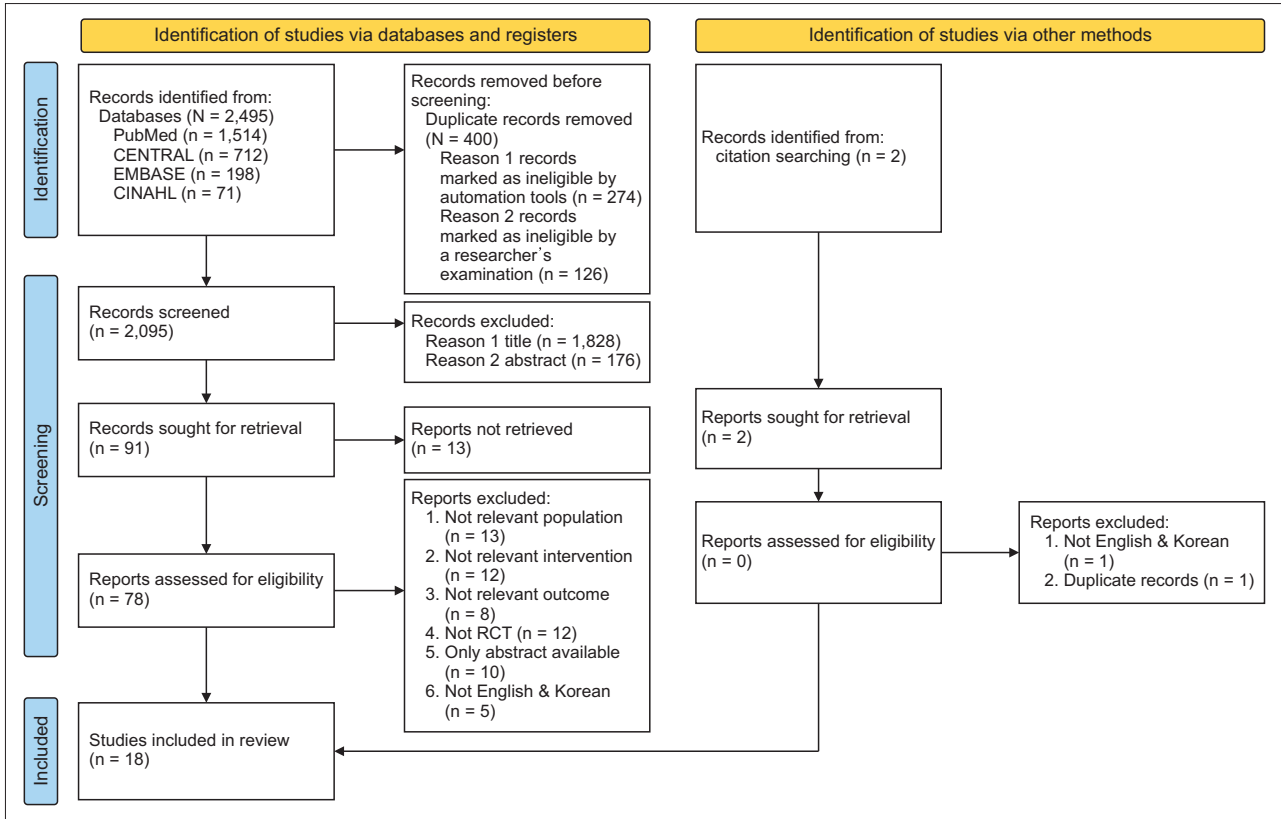 Identification of studies via databases and registers
Identification of studies via other methods
Identification
Records identified from:
Databases (N = 2,495)
PubMed (n = 1,514)
CENTRAL (n = 712)
EMBASE (n = 198)
CINAHL (n = 71)
Records removed before
screening:
Duplicate records removed
(N = 400)
Reason 1 records
marked as ineligible by
automation tools (n = 274)
Reason 2 records
marked as ineligible by
a researcher's
examination (n = 126)
Records identified from:
citation searching (n = 2)
Screening
Records screened
(n = 2,095)
Records excluded:
Reason 1 title (n = 1,828)
Reason 2 abstract (n = 176)
Records sought for retrieval
(n = 91)
Reports not retrieved
(n = 13)
Reports sought for retrieval
(n = 2)
Reports assessed for eligibility
(n = 78)
Reports excluded:
1. Not relevant population
(n = 13)
2. Not relevant intervention
(n = 12)
3. Not relevant outcome
(n = 8)
4. Not RCT (n = 12)
5. Only abstract available
(n = 10)
6. Not English & Korean
(n = 5)
Reports assessed for eligibility
(n = 0)
Reports excluded:
1. Not English & Korean
(n = 1)
2. Duplicate records (n = 1)
Included
Studies included in review
(n = 18)